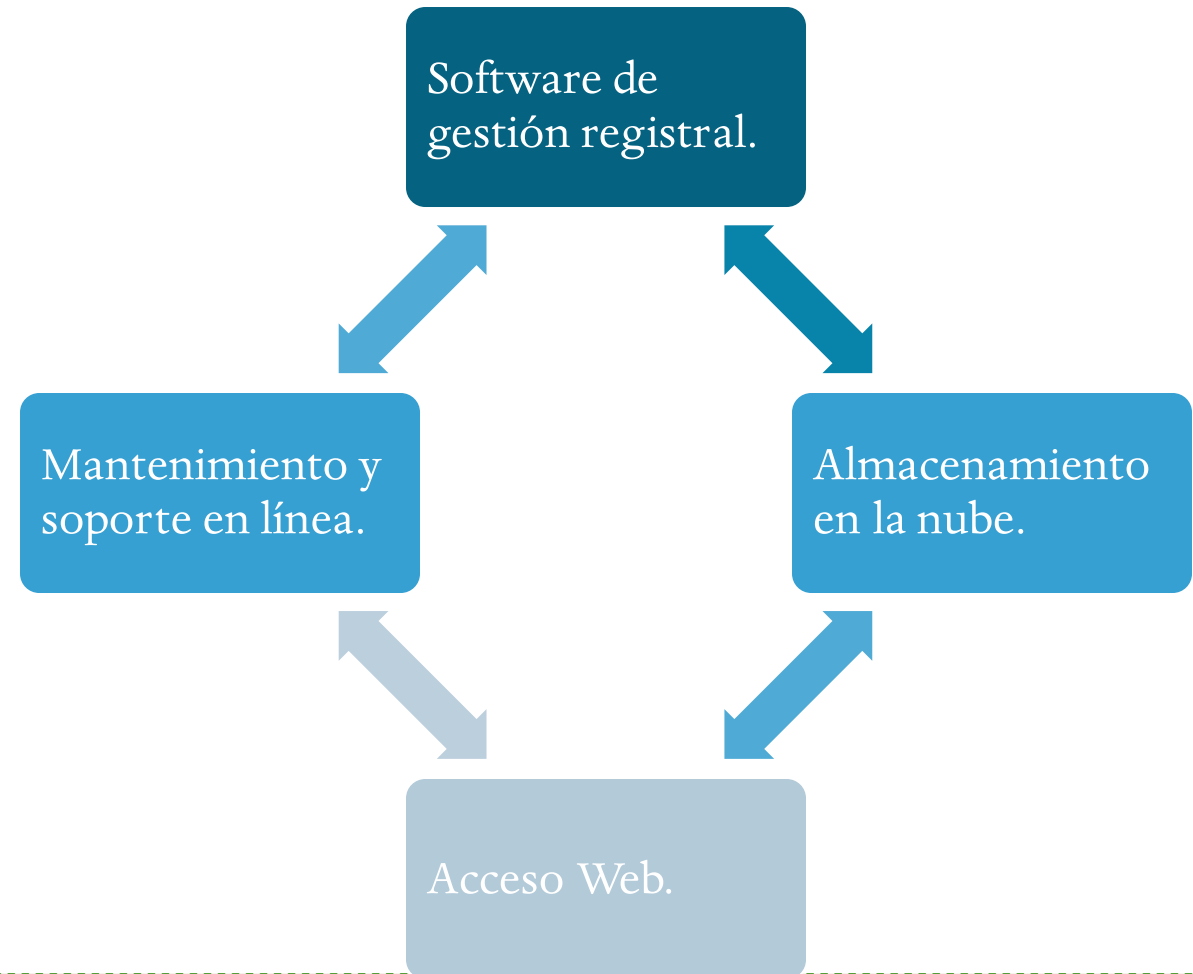 Software de
gestión registral.
Mantenimiento y
soporte en línea.
Almacenamiento
en la nube.
Acceso Web.